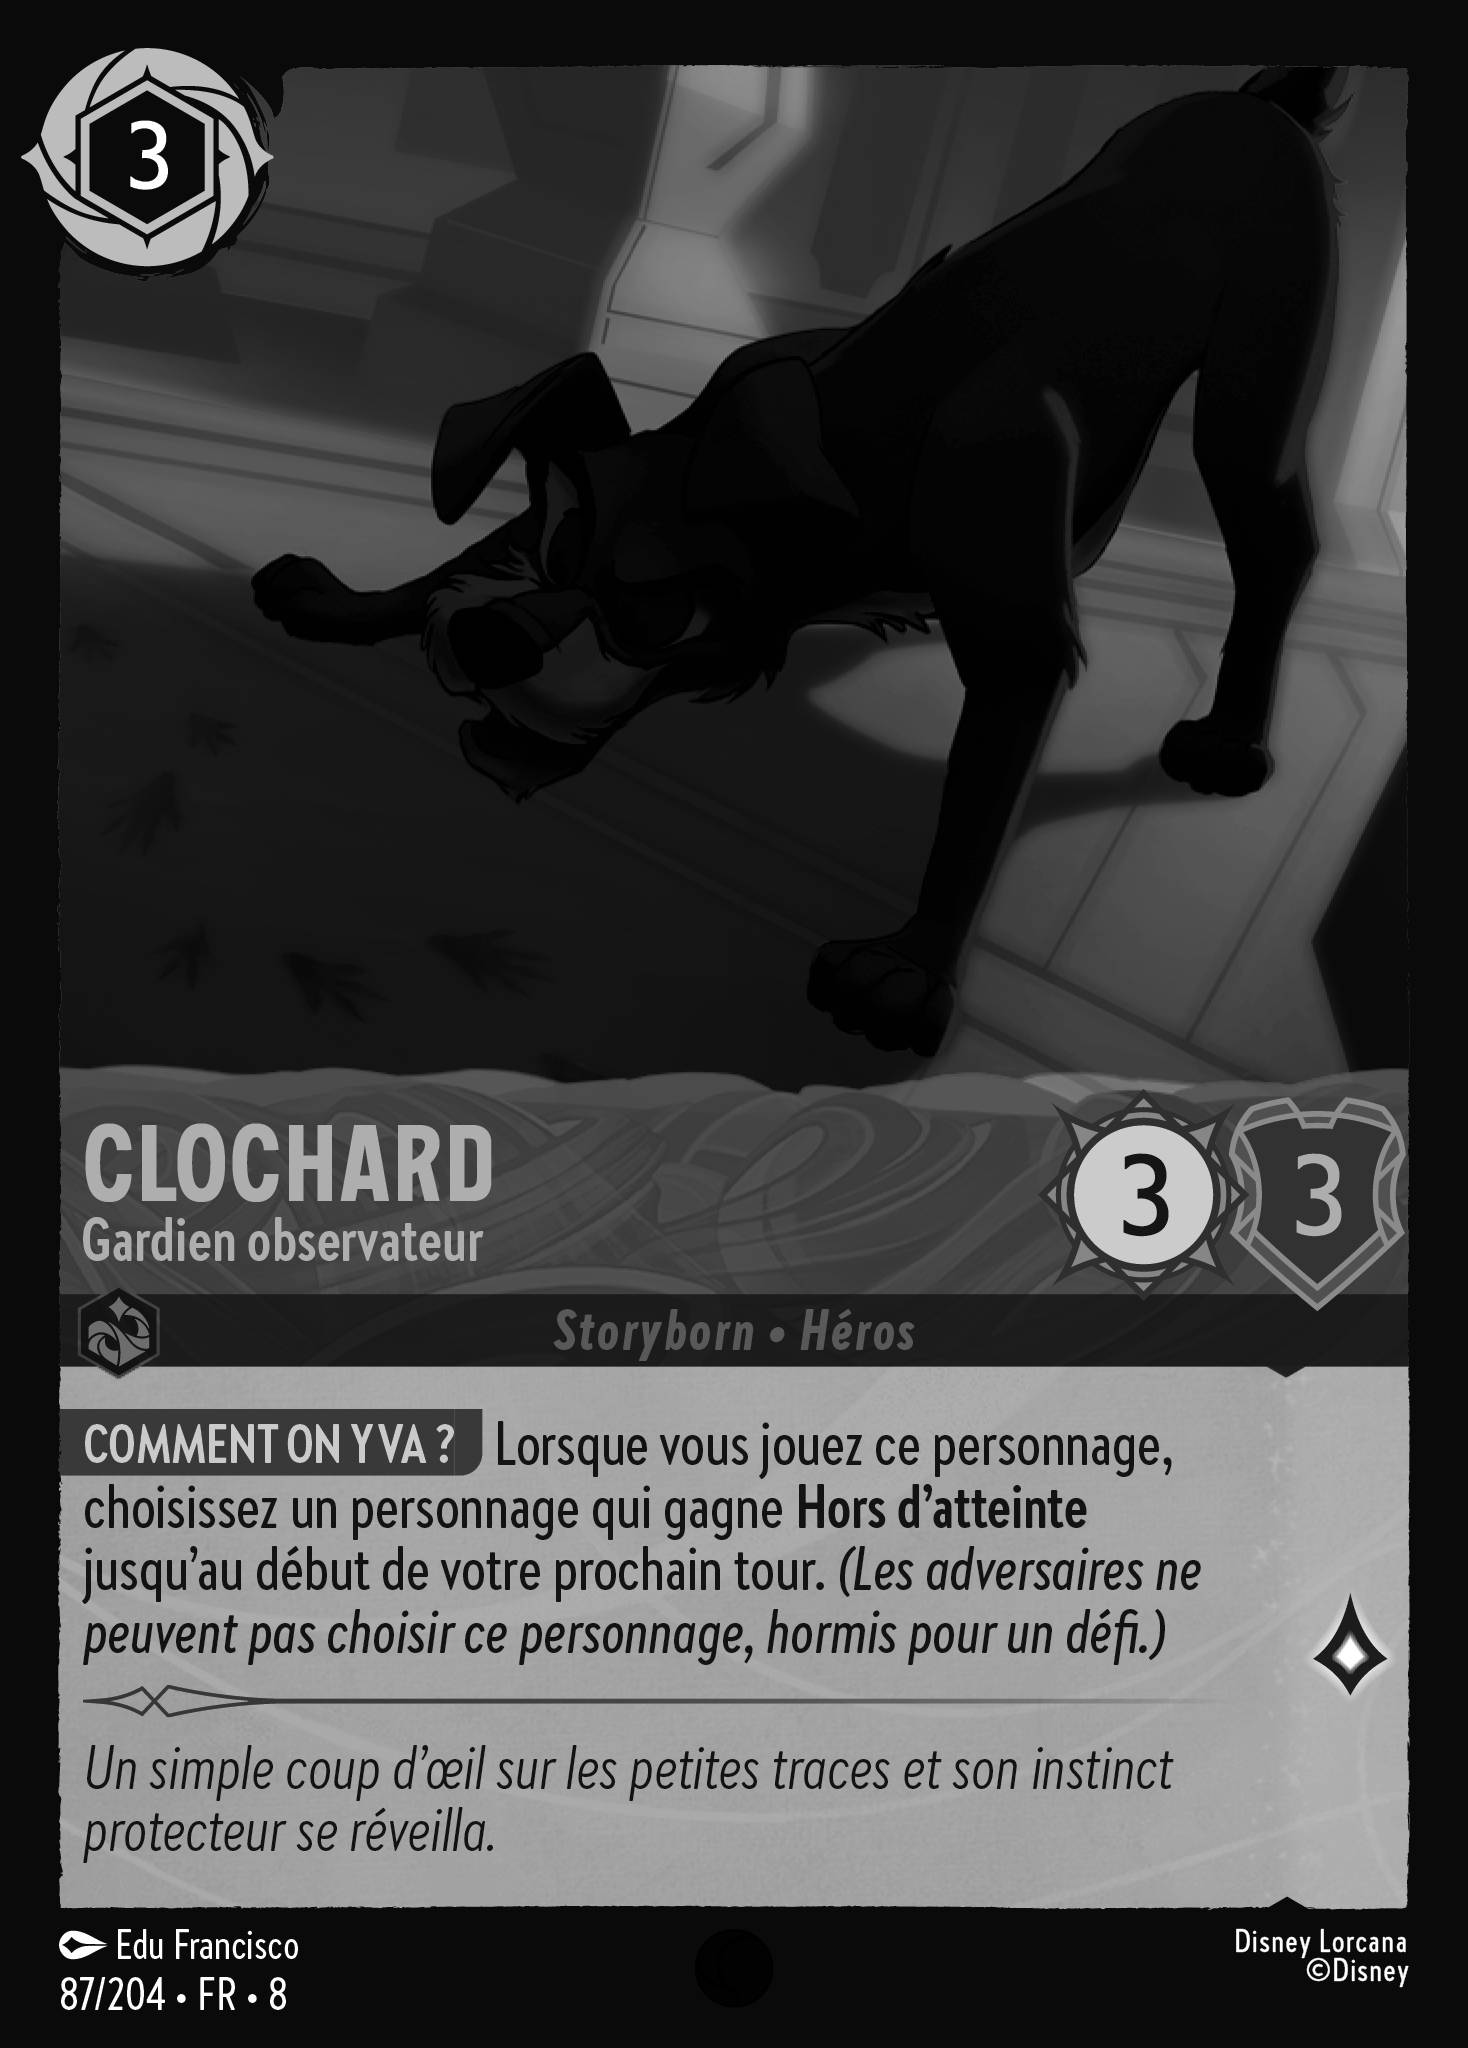 3
CLOCHARD
Gardien observateur
3
3
Storyborn • Héros
COMMENT ON Y VA ? Lorsque vous jouez ce personnage,
choisissez un personnage qui gagne Hors d’atteinte
jusqu’au début de votre prochain tour. (Les adversaires ne
peuvent pas choisir ce personnage, hormis pour un défi.)
Un simple coup d’œil sur les petites traces et son instinct
protecteur se réveilla.
Edu Francisco
87/204 • FR • 8
Disney Lorcana
©Disney